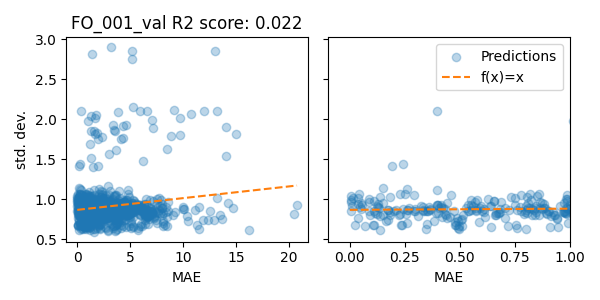 FO_001_val R2 score: 0.022
3.0
2.5
2.0
1.5
1.0
0.5
std. dev.
0 5 10 15 20
MAE
Predictions
f(x)=x
0.00 0.25 0.50 0.75 1.00
MAE